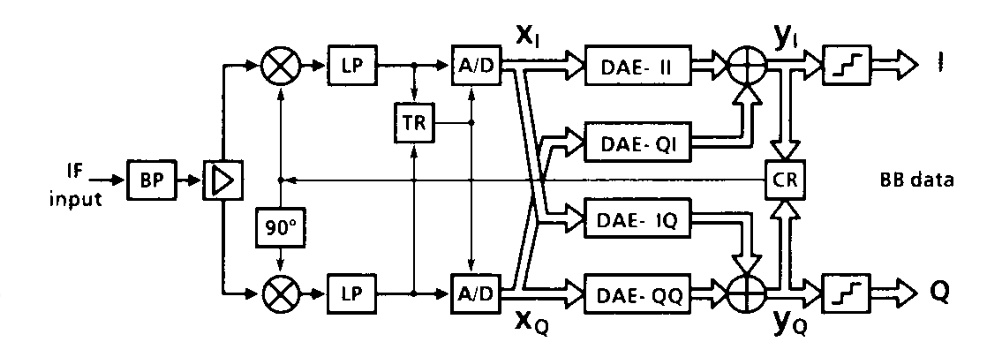 x_I
y_I
LP
A/D
DAE- II
I
TR
DAE- QI
IF
input
BP
CR
BB data
90°
DAE- IQ
LP
A/D
DAE- QQ
Q
x_Q
y_Q